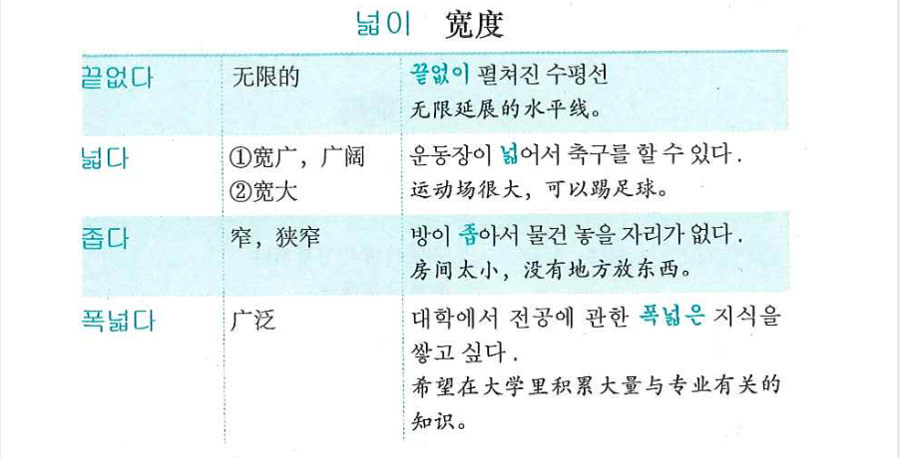 넓이 宽度
끝없다 无限的 끝없이 펼쳐진 수평선
无限延展的水平线。
넓다 ①宽广，广阔 운동장이 넓어서 축구를 할 수 있다.
②宽大 运动场很大，可以踢足球。
좁다 窄，狭窄 방이 좁아서 물건 놓을 자리가 없다.
房间太小，没有地方放东西。
폭넓다 广泛 대학에서 전공에 관한 폭넓은 지식을
쌓고 싶다.
希望在大学里积累大量与专业有关的
知识。